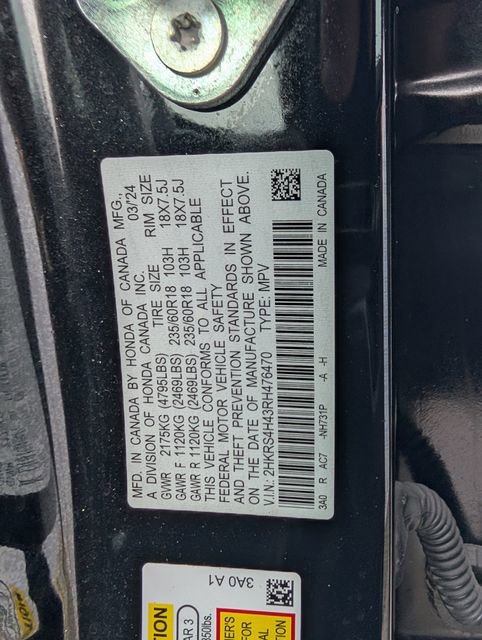 MFD. IN CANADA BY HONDA OF CANADA MFG.,
A DIVISION OF HONDA CANADA INC. 03/'24
GVWR 2175KG (4795LBS) TIRE SIZE RIM SIZE
GAWR F 1120KG (2469LBS) 235/60R18 103H 18X7.5J
GAWR R 1120KG (2469LBS) 235/60R18 103H 18X7.5J
THIS VEHICLE CONFORMS TO ALL APPLICABLE
FEDERAL MOTOR VEHICLE SAFETY
AND THEFT PREVENTION STANDARDS IN EFFECT
ON THE DATE OF MANUFACTURE SHOWN ABOVE.
V.I.N.: 2HKRS4H43RH476470 TYPE: MPV
3A0 R AC7 -NH731P -A -H MADE IN CANADA
3A0 A1